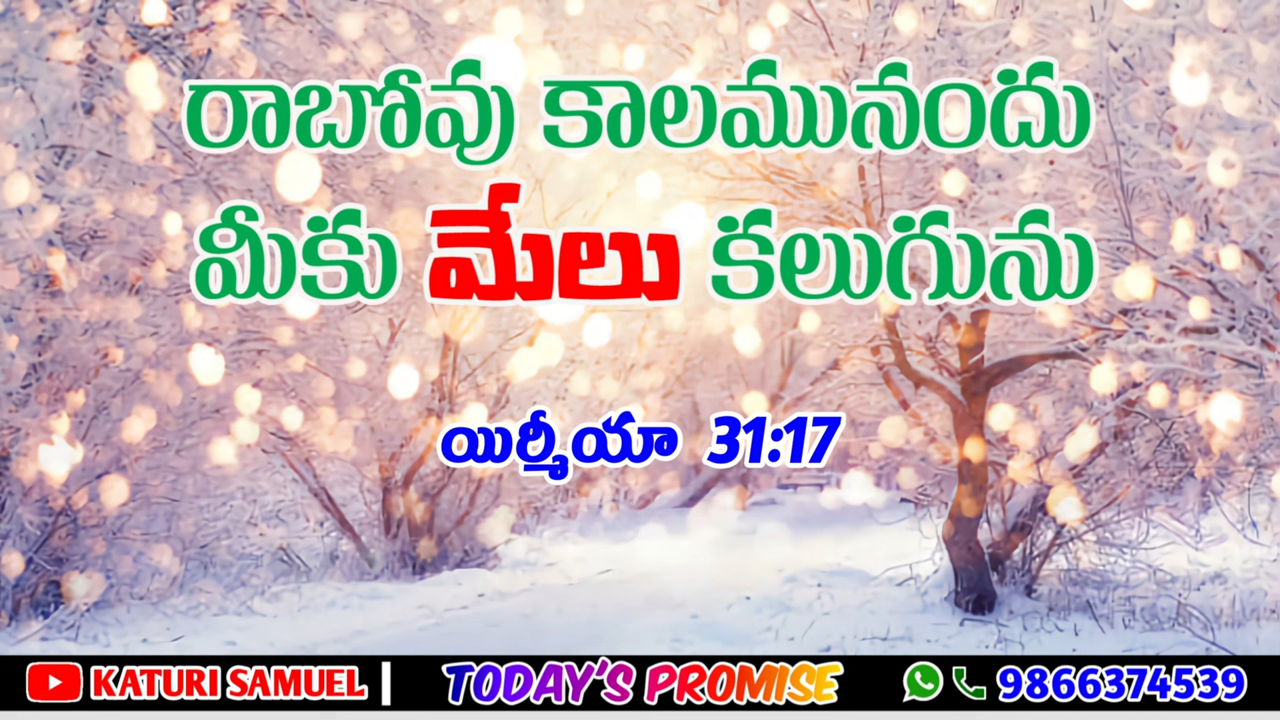 రాబోవు కాలమునందు
మీకు మేలు కలుగును
యిర్మీయా 31:17
KATURI SAMUEL | TODAY'S PROMISE 9866374539